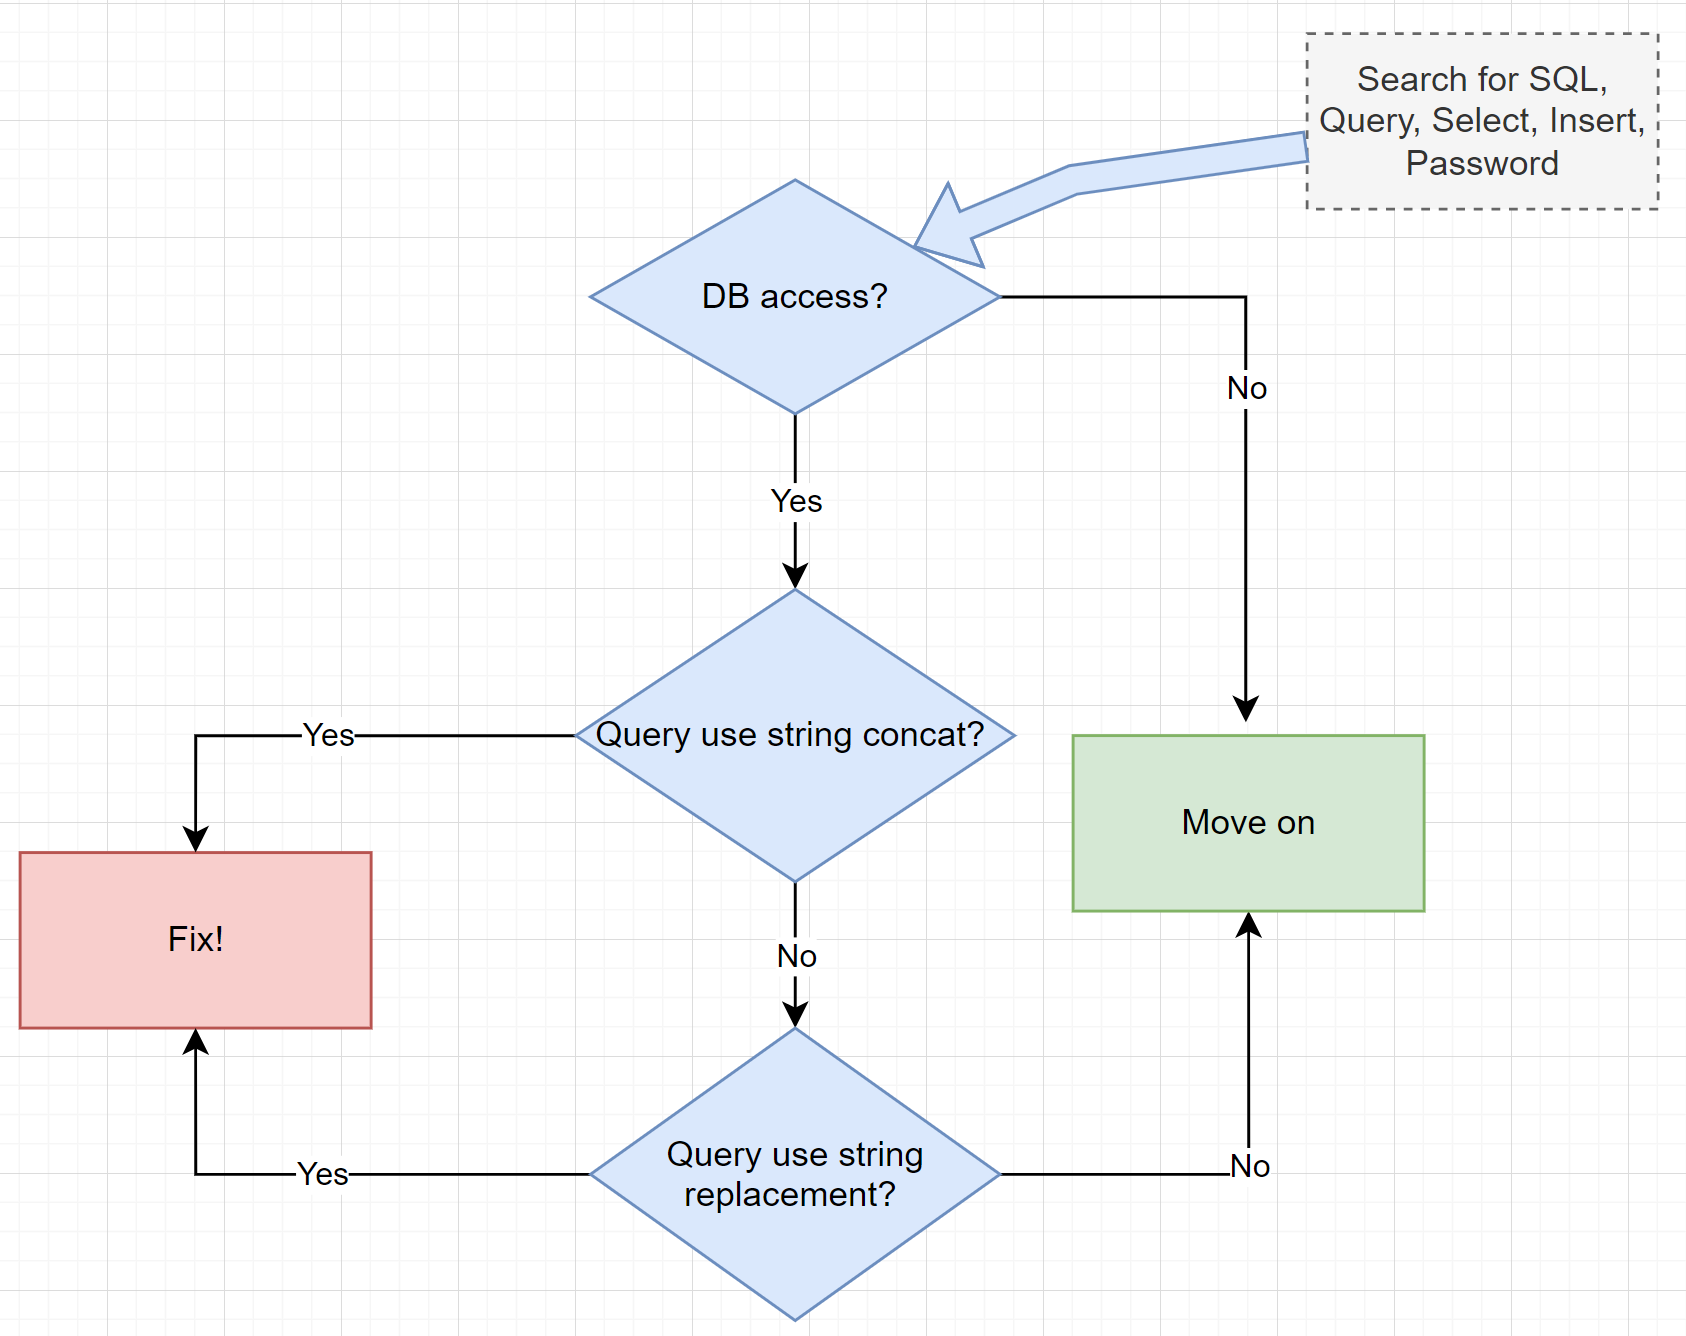 Search for SQL,
Query, Select, Insert,
Password
DB access?
No
Yes
Query use string concat?
Yes
Move on
Fix!
No
Query use string
replacement?
Yes
No